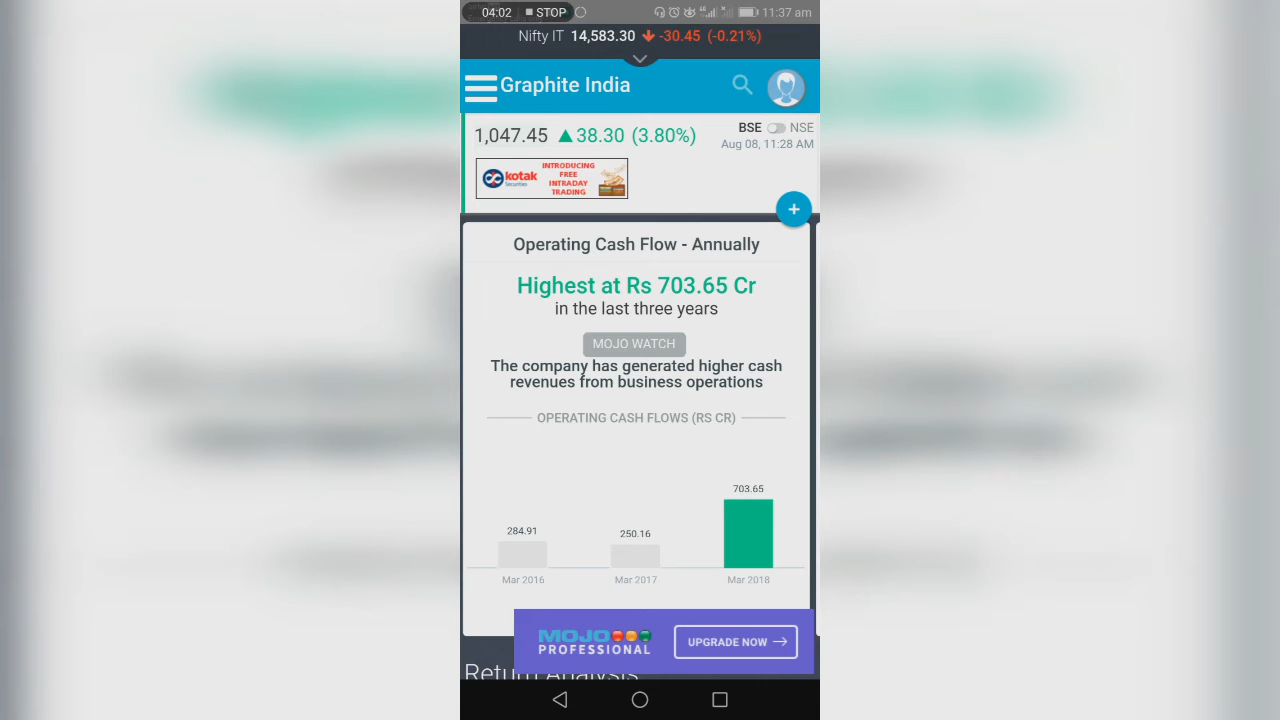 04:02 STOP 11:37 am
Nifty IT 14,583.30 -30.45 (-0.21%)
Graphite India
1,047.45 ▲ 38.30 (3.80%)
BSE NSE
Aug 08, 11:28 AM
kotak
Securities
INTRODUCING
FREE
INTRADAY
TRADING
+
Operating Cash Flow - Annually
Highest at Rs 703.65 Cr
in the last three years
MOJO WATCH
The company has generated higher cash
revenues from business operations
OPERATING CASH FLOWS (RS CR)
703.65
284.91
250.16
Mar 2016 Mar 2017 Mar 2018
MOJO
PROFESSIONAL
UPGRADE NOW →
Return Analysis